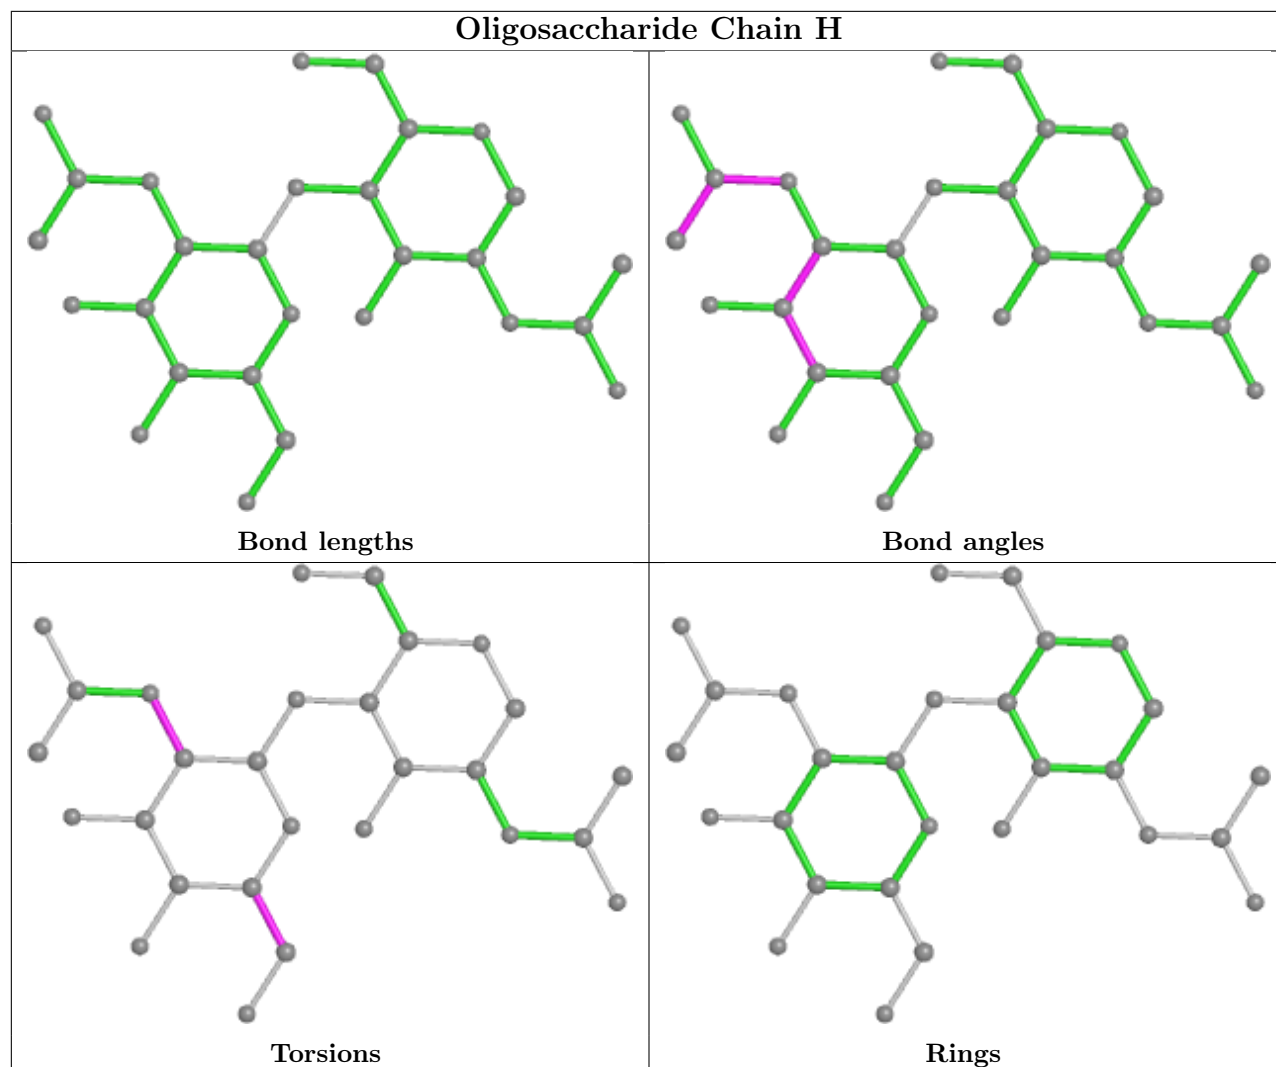 Oligosaccharide Chain H
Bond lengths
Bond angles
Torsions
Rings